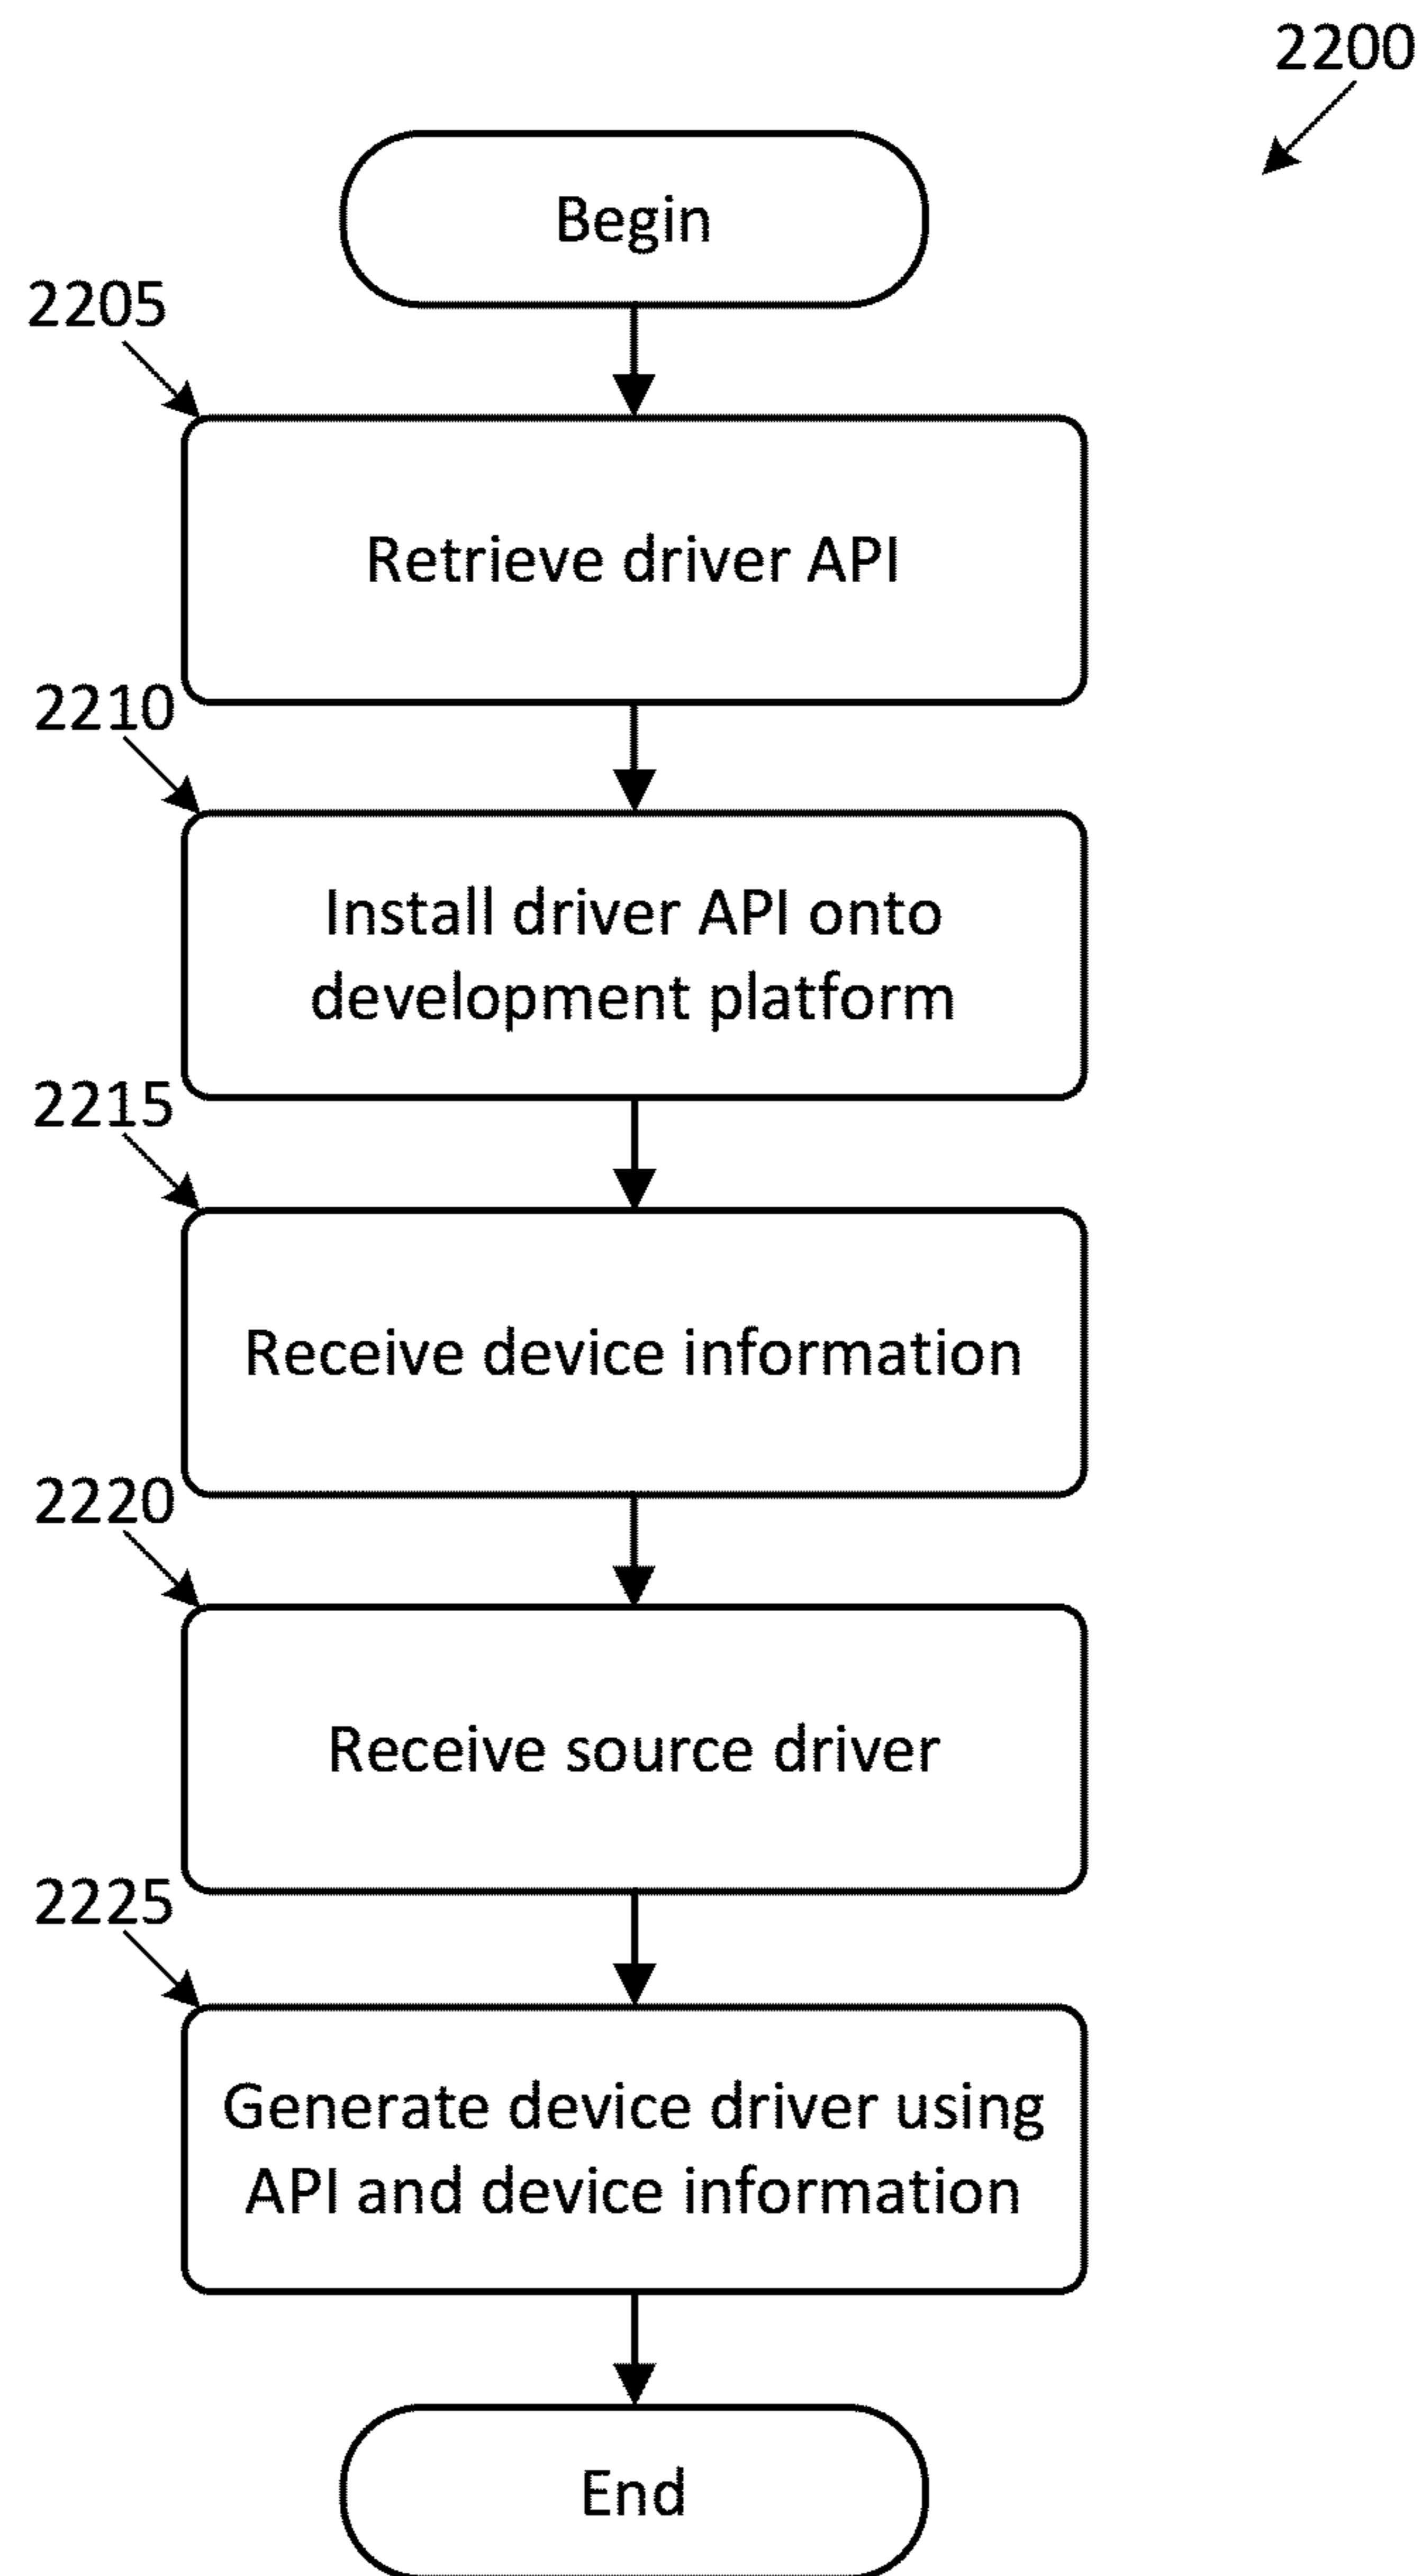 2200
Begin
2205
Retrieve driver API
2210
Install driver API onto
development platform
2215
Receive device information
2220
Receive source driver
2225
Generate device driver using
API and device information
End